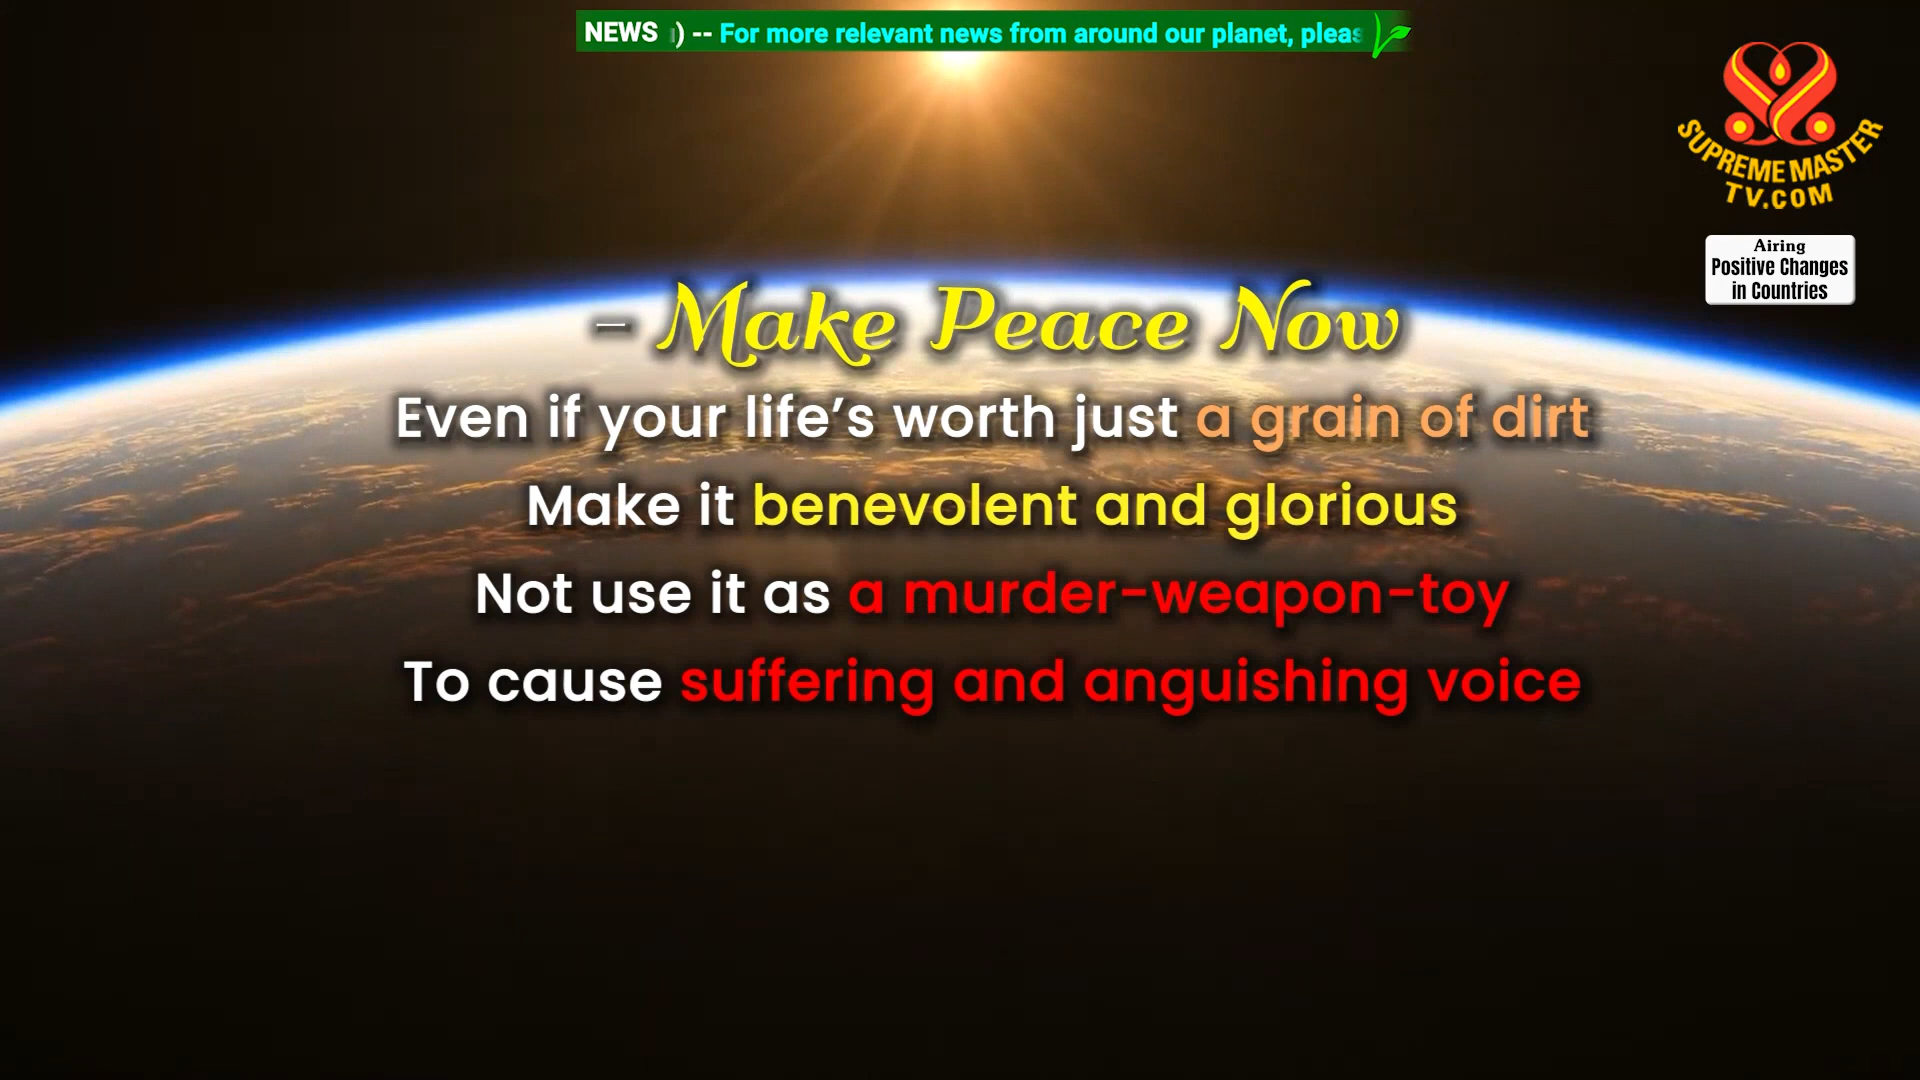 NEWS ) -- For more relevant news from around our planet,
SUPREME MASTER
TV.COM
Airing
Positive Changes
in Countries
– Make Peace Now
Even if your life’s worth just a grain of dirt
Make it benevolent and glorious
Not use it as a murder-weapon-toy
To cause suffering and anguishing voice